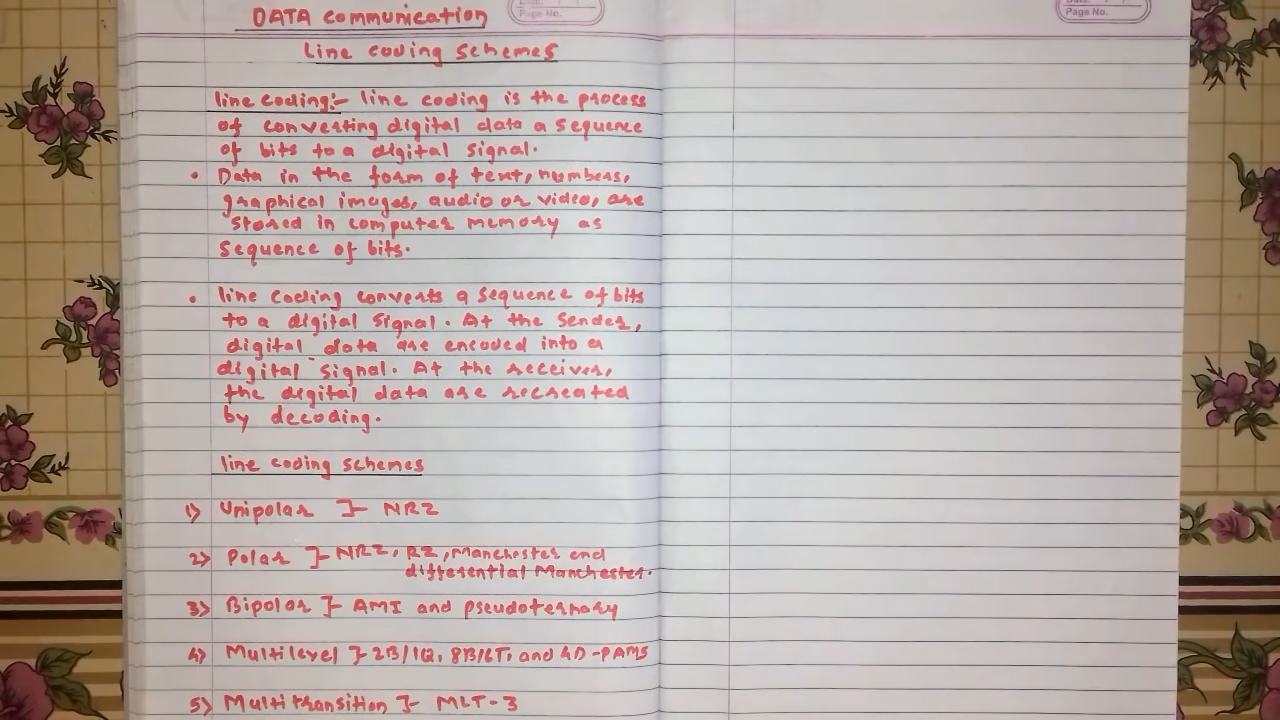 DATA communication
Page No.
Page No.
Line coding schemes
line coding:- line coding is the process
of converting digital data a sequence
of bits to a digital signal.
• Data in the form of text, numbers,
graphical images, audio or video, are
stored in computer memory as
sequence of bits.
• line coding converts a sequence of bits
to a digital signal. At the sender,
digital data are encoded into a
digital signal. At the receiver,
the digital data are recreated
by decoding.
line coding schemes
1) Unipolar }- NRZ
2) Polar }- NRZ, RZ, Manchester and
differential Manchester.
3) Bipolar }- AMI and pseudoternary
4) Multilevel }- 2B/1Q, 8B/6T, and 4D-PAM5
5) Multitransition }- MLT-3